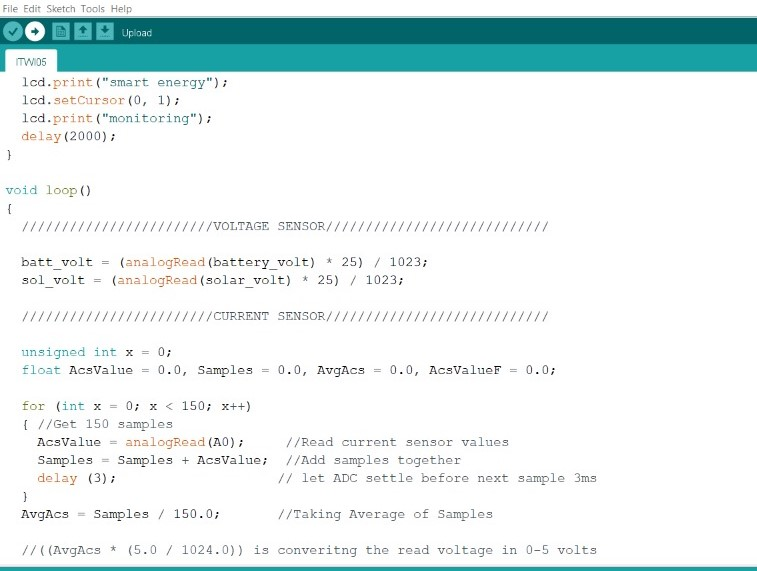 File Edit Sketch Tools Help
Upload
ITWI05
lcd.print("smart energy");
lcd.setCursor(0, 1);
lcd.print("monitoring");
delay(2000);
}
void loop()
{
////////////////////////VOLTAGE SENSOR////////////////////////////
batt_volt = (analogRead(battery_volt) * 25) / 1023;
sol_volt = (analogRead(solar_volt) * 25) / 1023;
////////////////////////CURRENT SENSOR////////////////////////////
unsigned int x = 0;
float AcsValue = 0.0, Samples = 0.0, AvgAcs = 0.0, AcsValueF = 0.0;
for (int x = 0; x < 150; x++)
{ //Get 150 samples
AcsValue = analogRead(A0);     //Read current sensor values
Samples = Samples + AcsValue;  //Add samples together
delay (3);                    // let ADC settle before next sample 3ms
}
AvgAcs = Samples / 150.0;       //Taking Average of Samples
//((AvgAcs * (5.0 / 1024.0)) is converitng the read voltage in 0-5 volts